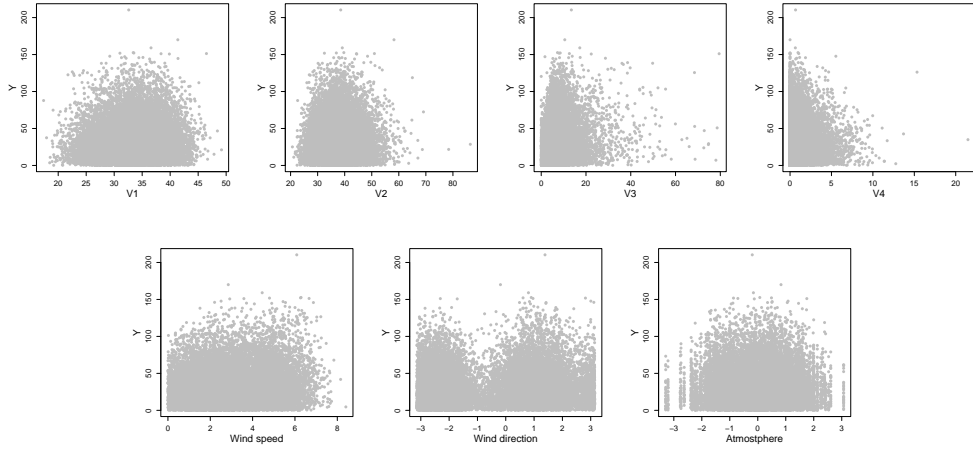 Y
0 50 100 150 200
20 25 30 35 40 45 50
V1
Y
0 50 100 150 200
20 30 40 50 60 70 80
V2
Y
0 50 100 150 200
0 20 40 60 80
V3
Y
0 50 100 150 200
0 5 10 15 20
V4
Y
0 50 100 150 200
0 2 4 6 8
Wind speed
Y
0 50 100 150 200
−3 −2 −1 0 1 2 3
Wind direction
Y
0 50 100 150 200
−3 −2 −1 0 1 2 3
Atmostphere